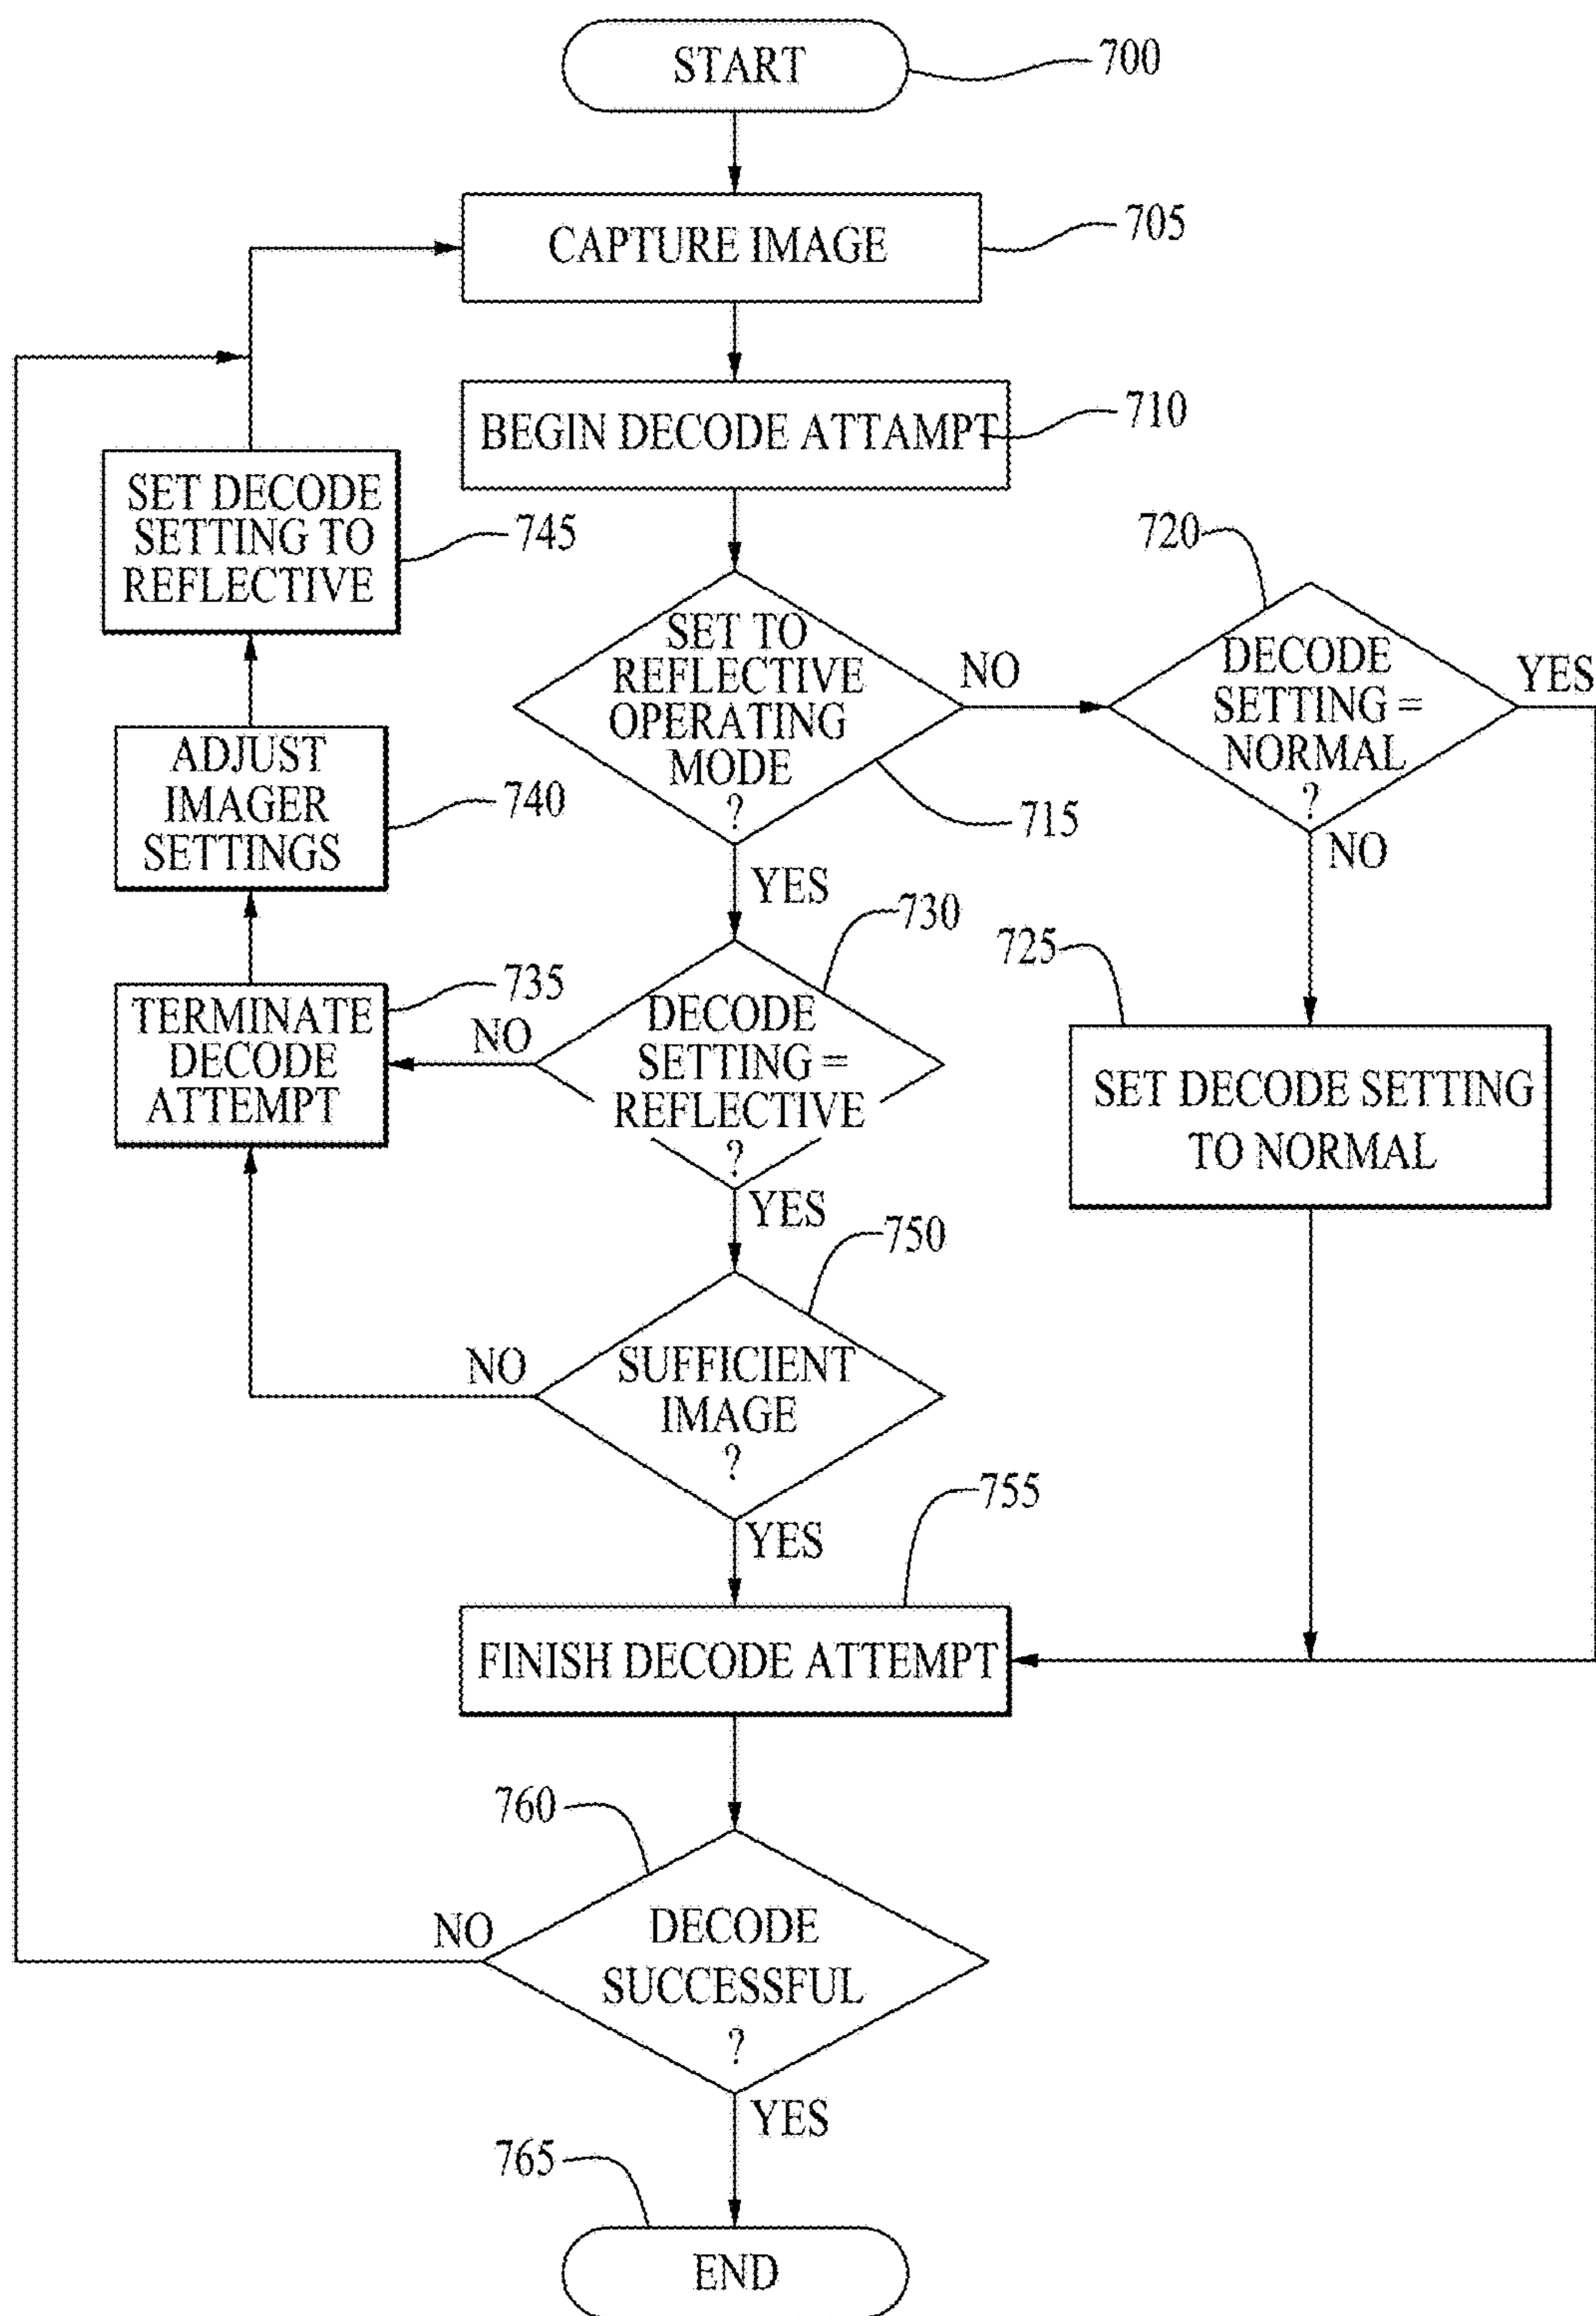 START
700
CAPTURE IMAGE
705
BEGIN DECODE ATTAMPT
710
SET DECODE
SETTING TO
REFLECTIVE
745
720
SET TO
REFLECTIVE
OPERATING
MODE
?
NO
715
DECODE
SETTING =
NORMAL
?
YES
NO
ADJUST
IMAGER
SETTINGS
740
YES
730
725
TERMINATE
DECODE
ATTEMPT
735
NO
DECODE
SETTING =
REFLECTIVE
?
SET DECODE SETTING
TO NORMAL
YES
750
NO
SUFFICIENT
IMAGE
?
755
YES
FINISH DECODE ATTEMPT
760
NO
DECODE
SUCCESSFUL
?
YES
765
END